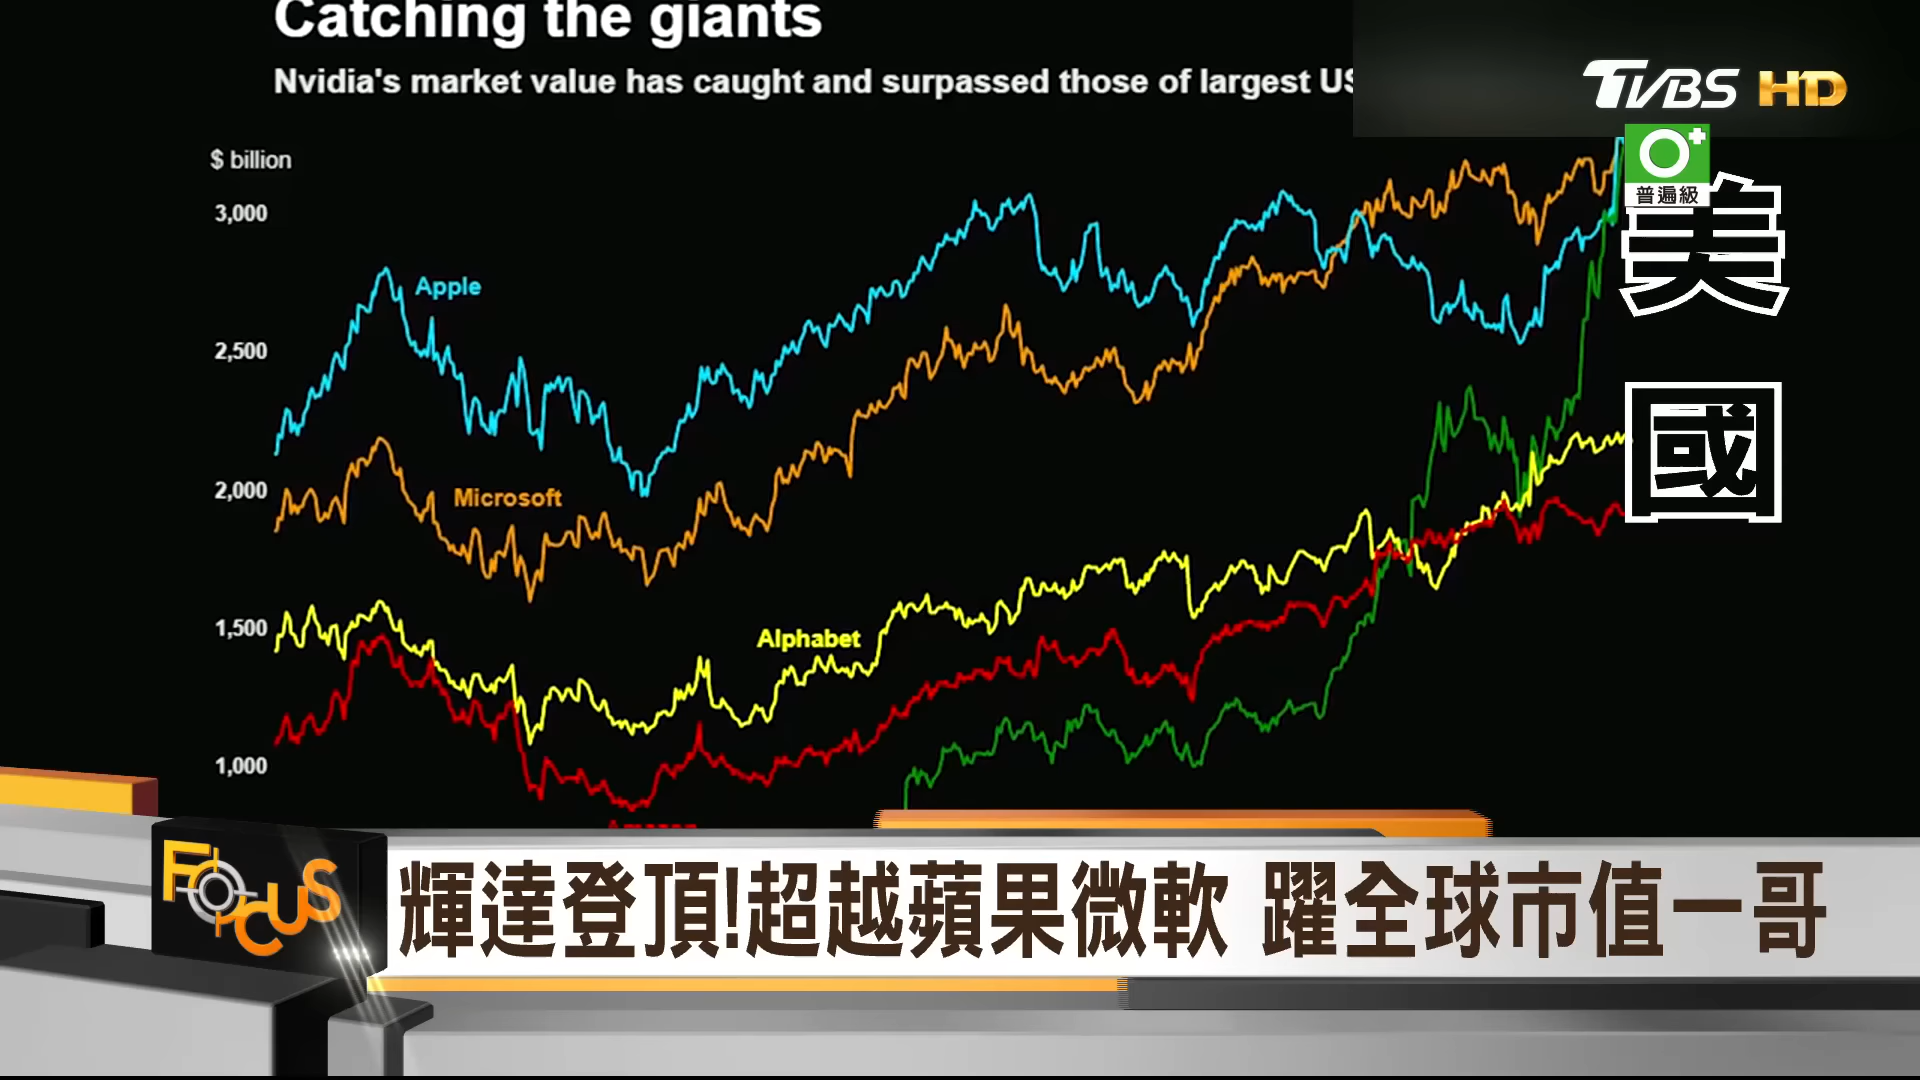 Catching the giants
Nvidia's market value has caught and surpassed those of largest US
TVBS HD
普遍級
美
國
$ billion
3,000
2,500
2,000
1,500
1,000
Apple
Microsoft
Alphabet
Amazon
FOCUS
輝達登頂!超越蘋果微軟 躍全球市值一哥